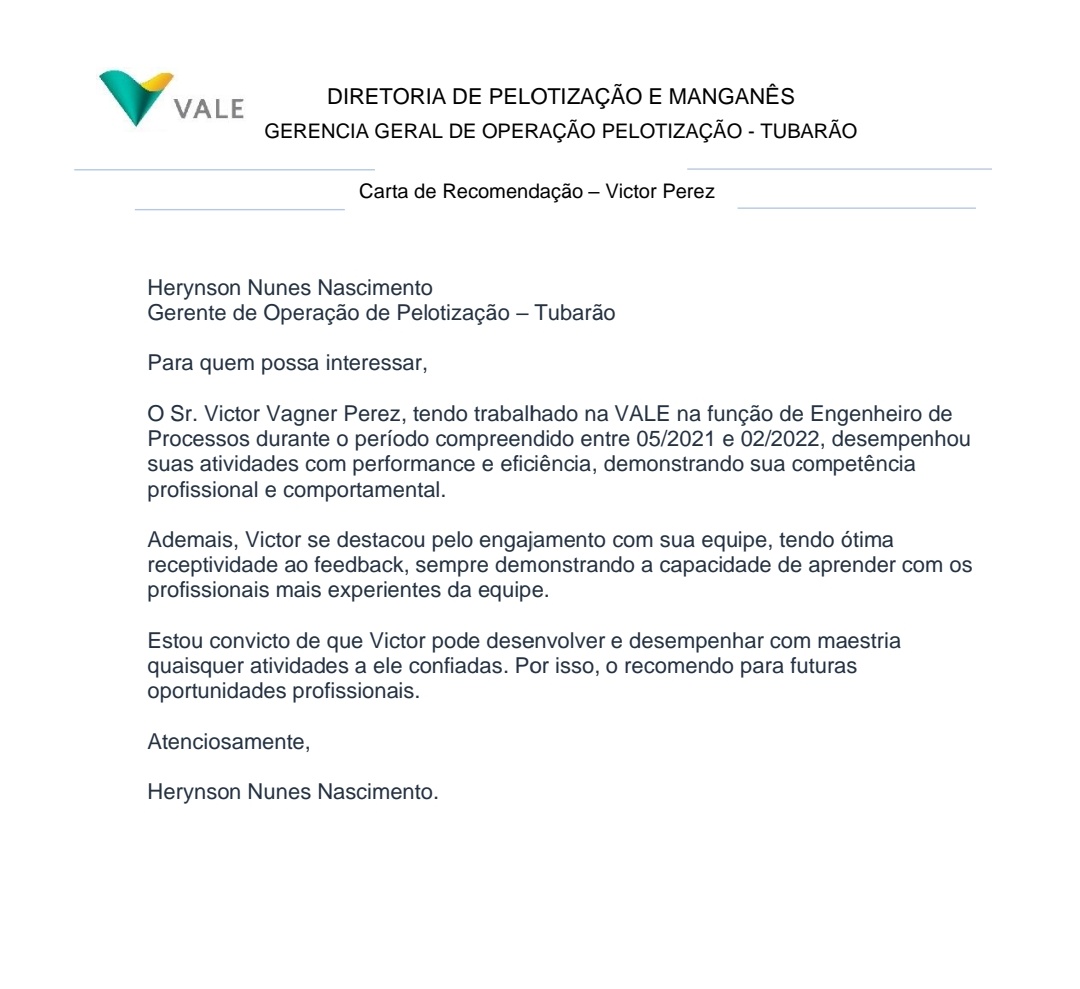 VALE
DIRETORIA DE PELOTIZAÇÃO E MANGANÊS
GERENCIA GERAL DE OPERAÇÃO PELOTIZAÇÃO - TUBARÃO
Carta de Recomendação – Victor Perez
Herynson Nunes Nascimento
Gerente de Operação de Pelotização – Tubarão
Para quem possa interessar,
O Sr. Victor Vagner Perez, tendo trabalhado na VALE na função de Engenheiro de
Processos durante o período compreendido entre 05/2021 e 02/2022, desempenhou
suas atividades com performance e eficiência, demonstrando sua competência
profissional e comportamental.
Ademais, Victor se destacou pelo engajamento com sua equipe, tendo ótima
receptividade ao feedback, sempre demonstrando a capacidade de aprender com os
profissionais mais experientes da equipe.
Estou convicto de que Victor pode desenvolver e desempenhar com maestria
quaisquer atividades a ele confiadas. Por isso, o recomendo para futuras
oportunidades profissionais.
Atenciosamente,
Herynson Nunes Nascimento.